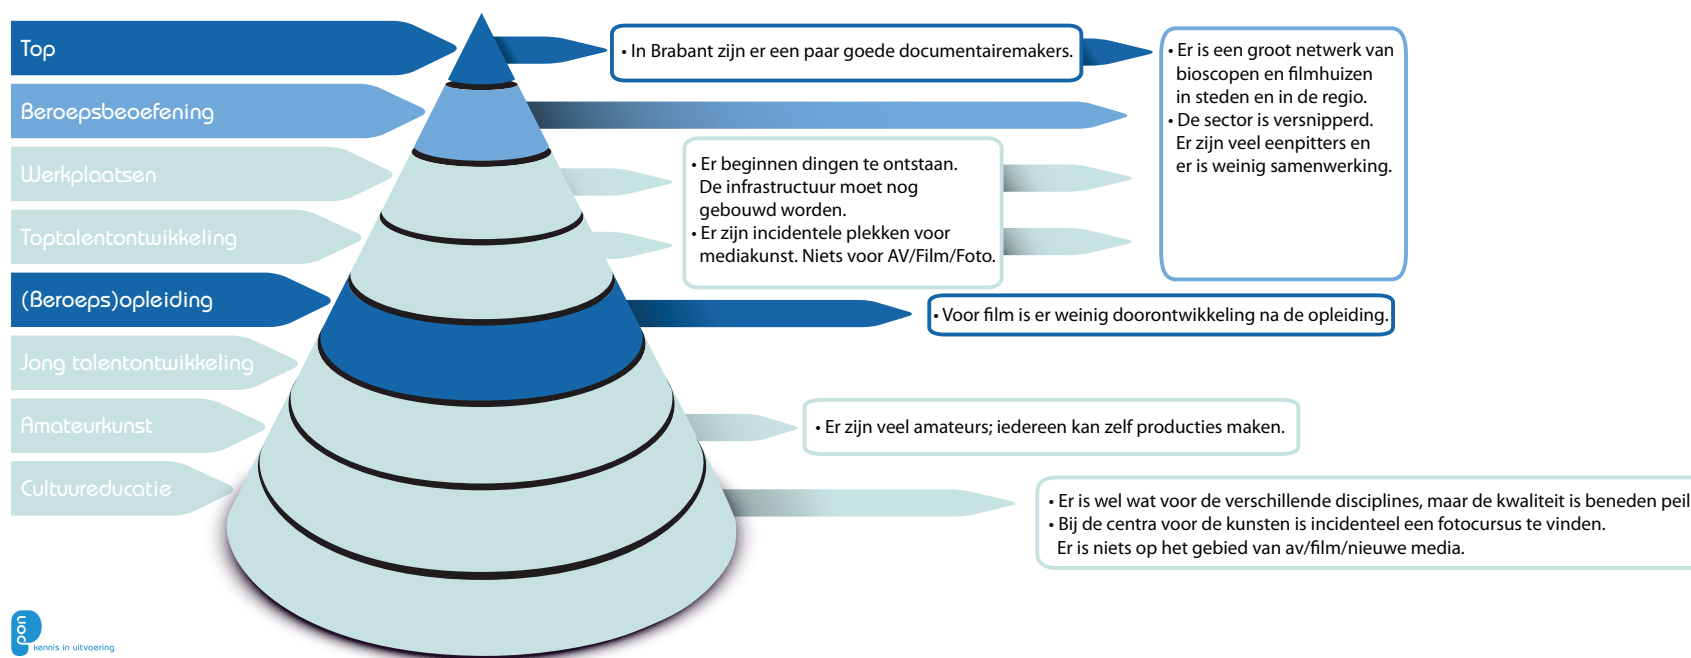 Top
Beroepsbeoefening
Werkplaatsen
Toptalentontwikkeling
(Beroeps)opleiding
Jong talentontwikkeling
Amateurkunst
Cultuureducatie
• In Brabant zijn er een paar goede documentairemakers.
• Er is een groot netwerk van
bioscopen en filmhuizen
in steden en in de regio.
• De sector is versnipperd.
Er zijn veel eenpitters en
er is weinig samenwerking.
• Er beginnen dingen te ontstaan.
De infrastructuur moet nog
gebouwd worden.
• Er zijn incidentele plekken voor
mediakunst. Niets voor AV/Film/Foto.
• Voor film is er weinig doorontwikkeling na de opleiding.
• Er zijn veel amateurs; iedereen kan zelf producties maken.
• Er is wel wat voor de verschillende disciplines, maar de kwaliteit is beneden peil
• Bij de centra voor de kunsten is incidenteel een fotocursus te vinden.
Er is niets op het gebied van av/film/nieuwe media.
pon
kennis in uitvoering